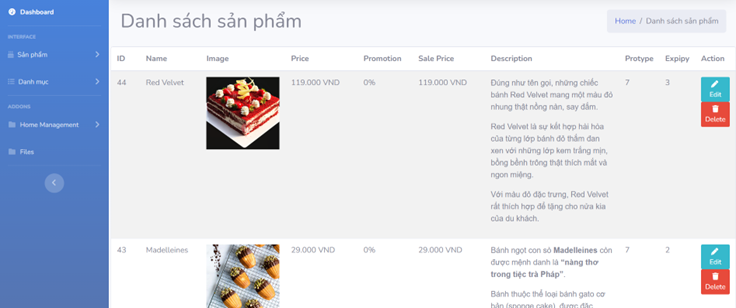 Dashboard
Danh sách sản phẩm
Home / Danh sách sản phẩm
INTERFACE
Sản phẩm
Danh mục
ADDONS
Home Management
Files
ID Name Image Price Promotion Sale Price Description Protype Expipy Action
44 Red Velvet 119.000 VND 0% 119.000 VND 7 3
Đúng như tên gọi, những chiếc
bánh Red Velvet mang một màu đỏ
nhung thật nồng nàn, say đắm.
Red Velvet là sự kết hợp hài hòa
của từng lớp bánh đỏ thắm đan
xen với những lớp kem trắng mịn,
bồng bềnh trông thật thích mắt và
ngon miệng.
Với màu đỏ đặc trưng, Red Velvet
rất thích hợp để tặng cho nửa kia
của du khách.
Edit
Delete
43 Madelleines 29.000 VND 0% 29.000 VND 7 2
Bánh ngọt con sò Madelleines còn
được mệnh danh là “nàng thơ
trong tiệc trà Pháp”.
Bánh thuộc thể loại bánh gato cơ
bản (sponge cake), được đặc
Edit
Delete